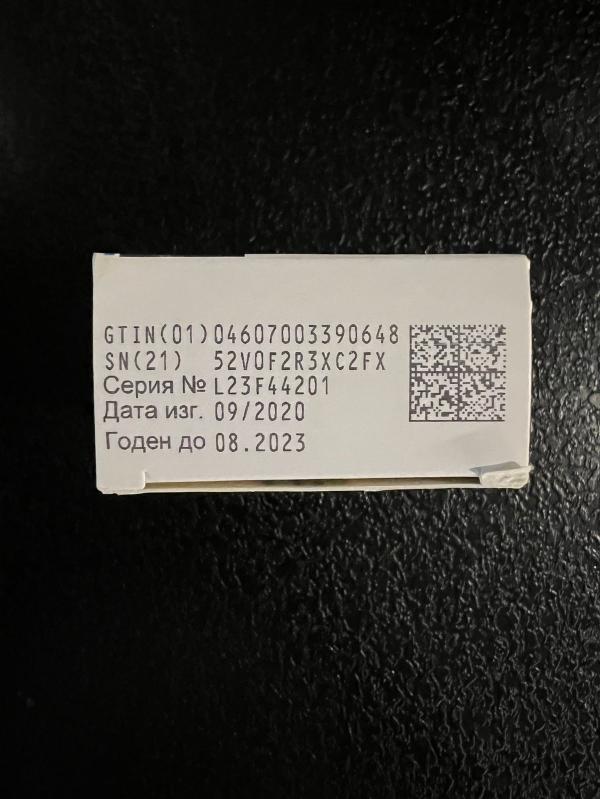 GTIN(01)04607003390648
SN(21) 52V0F2R3XC2FX
Серия № L23F44201
Дата изг. 09/2020
Годен до 08.2023